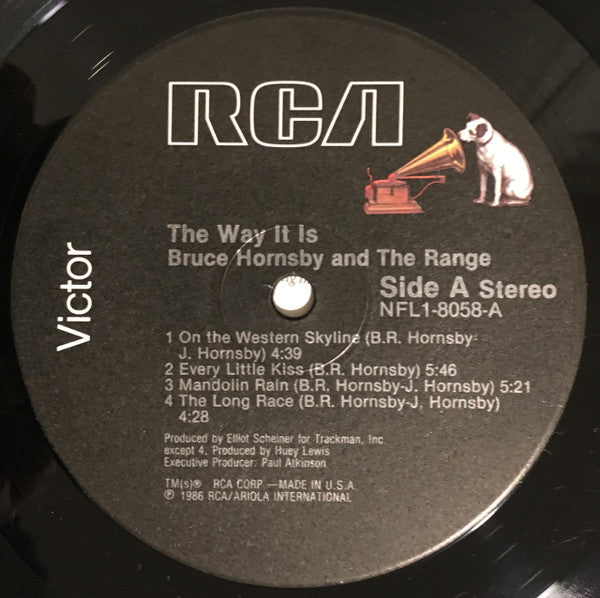 RCA
Victor
The Way It Is
Bruce Hornsby and The Range
Side A Stereo
NFL1-8058-A
1 On the Western Skyline (B.R. Hornsby-
J. Hornsby) 4:39
2 Every Little Kiss (B.R. Hornsby) 5:46
3 Mandolin Rain (B.R. Hornsby-J. Hornsby) 5:21
4 The Long Race (B.R. Hornsby-J. Hornsby)
4:28
Produced by Elliot Scheiner for Trackman, Inc.
except 4, Produced by Huey Lewis
Executive Producer: Paul Atkinson
TM(s)® RCA CORP.—MADE IN U.S.A.
℗ 1986 RCA/ARIOLA INTERNATIONAL